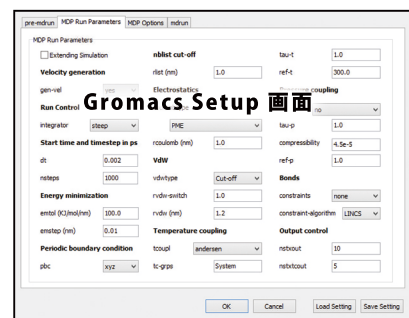 pre-mdrun MDP Run Parameters MDP Options mdrun
MDP Run Parameters
Extending Simulation
Velocity generation
gen-vel yes
Run Control
integrator steep
Start time and timestep in ps
dt 0.002
nsteps 1000
Energy minimization
emtol (KJ/mol/nm) 100.0
emstep (nm) 0.01
Periodic boundary condition
pbc xyz
nblist cut-off
rlist (nm) 1.0
Electrostatics
PME
rcoulomb (nm) 1.0
VdW
vdwtype Cut-off
rvdw-switch 1.0
rvdw (nm) 1.2
Temperature coupling
tcoupl andersen
tc-grps System
tau-t 1.0
ref-t 300.0
coupling
no
tau-p 1.0
compressibility 4.5e-5
ref-p 1.0
Bonds
constraints none
constraint-algorithm LINCS
Output control
nstxout 10
nstxtcout 5
Gromacs Setup 画面
OK Cancel Load Setting Save Setting